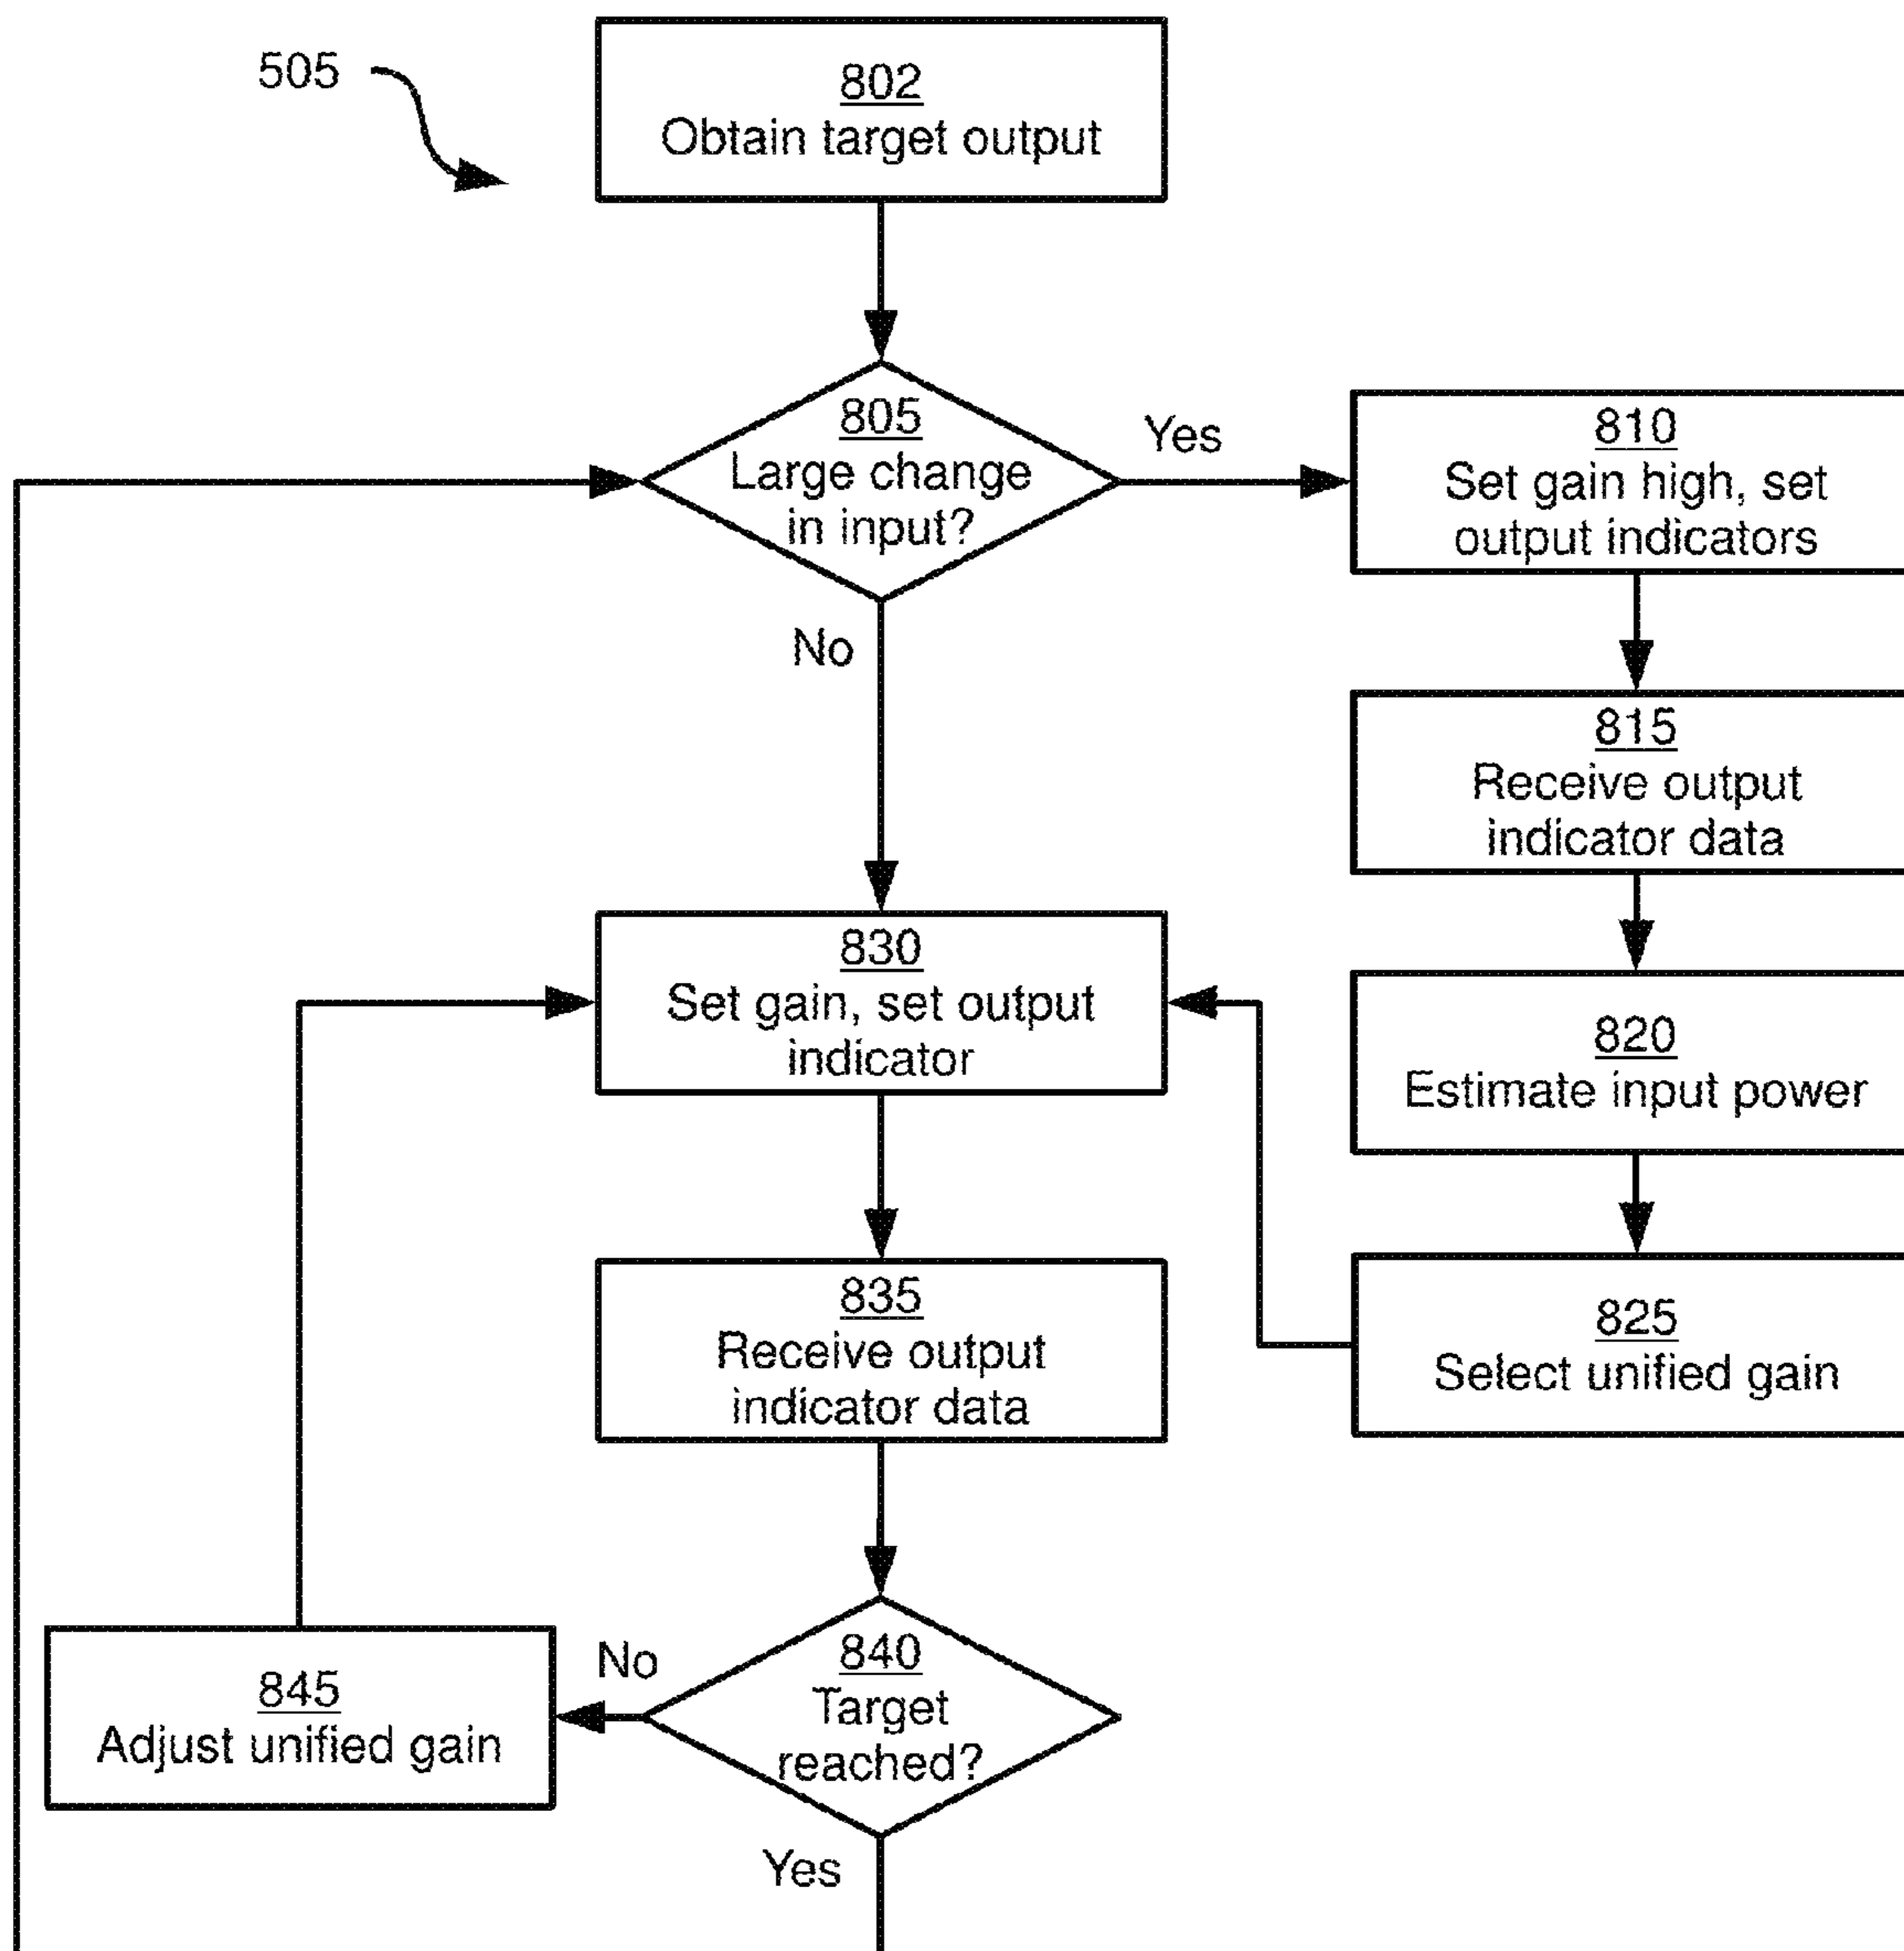 505
802
Obtain target output
805
Large change
in input?
Yes
No
810
Set gain high, set
output indicators
815
Receive output
indicator data
820
Estimate input power
825
Select unified gain
830
Set gain, set output
indicator
835
Receive output
indicator data
840
Target
reached?
No
Yes
845
Adjust unified gain